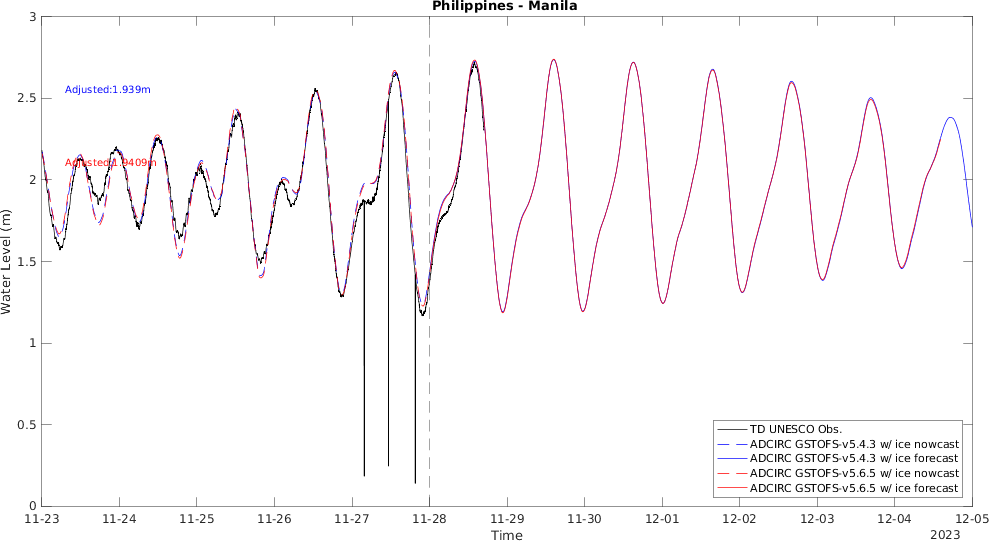 Philippines - Manila
3
2.5
2
1.5
1
0.5
0
Water Level (m)
Adjusted:1.939m
Adjusted:1.9409m
TD UNESCO Obs.
ADCIRC GSTOFS-v5.4.3 w/ ice nowcast
ADCIRC GSTOFS-v5.4.3 w/ ice forecast
ADCIRC GSTOFS-v5.6.5 w/ ice nowcast
ADCIRC GSTOFS-v5.6.5 w/ ice forecast
11-23 11-24 11-25 11-26 11-27 11-28 11-29 11-30 12-01 12-02 12-03 12-04 12-05
Time
2023